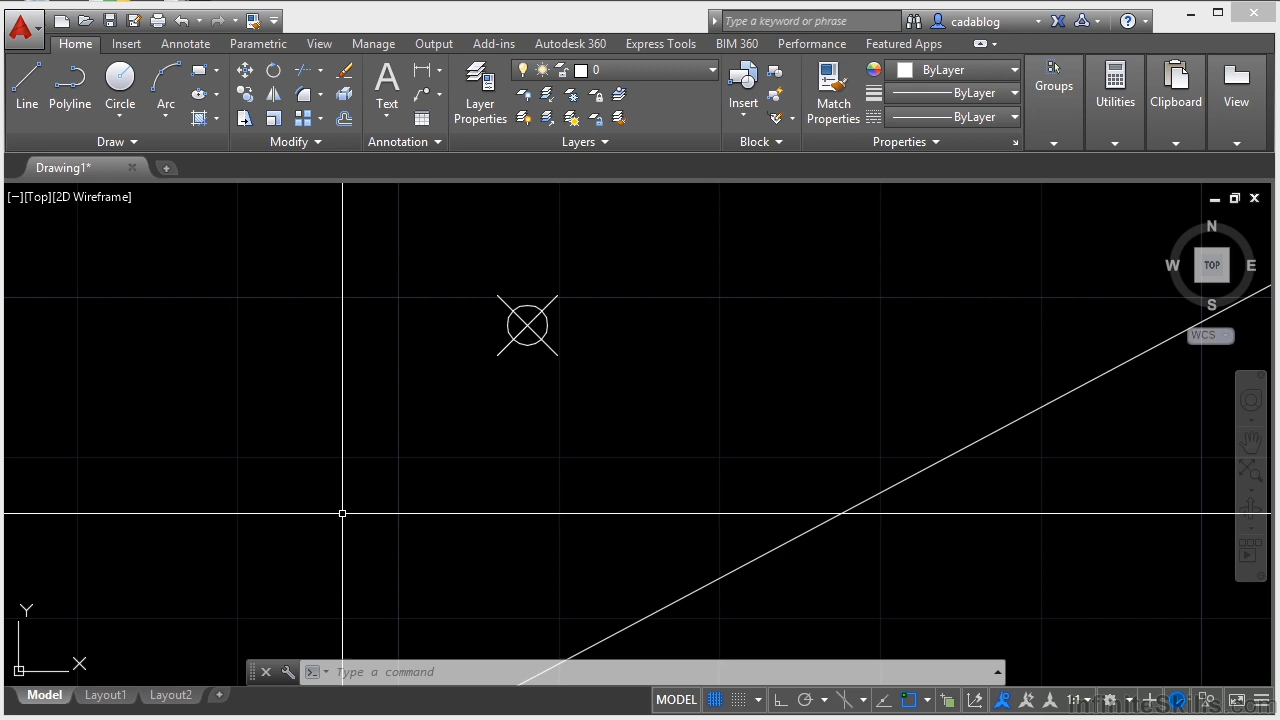 Type a keyword or phrase
cadablog
Home Insert Annotate Parametric View Manage Output Add-ins Autodesk 360 Express Tools BIM 360 Performance Featured Apps
Line Polyline Circle Arc
Draw
Modify
Text
Annotation
Layer Properties
0
Layers
Insert
Block
Match Properties
ByLayer
ByLayer
ByLayer
Properties
Groups
Utilities
Clipboard
View
Drawing1*
[−][Top][2D Wireframe]
N
W TOP E
S
WCS
Y
X
Type a command
Model Layout1 Layout2
MODEL
1:1
InfiniteSkills.com